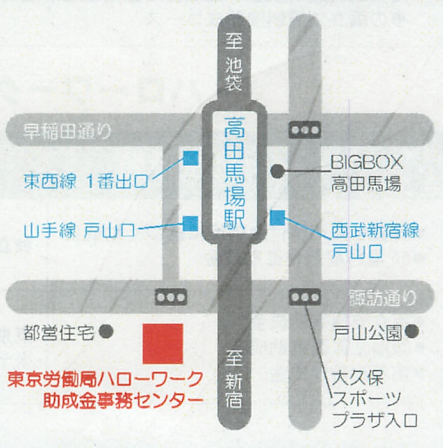 至池袋
早稲田通り
高田馬場駅
BIGBOX
高田馬場
東西線 1番出口
山手線 戸山口
西武新宿線
戸山口
諏訪通り
都営住宅
戸山公園
至新宿
東京労働局ハローワーク
助成金事務センター
大久保
スポーツ
プラザ入口